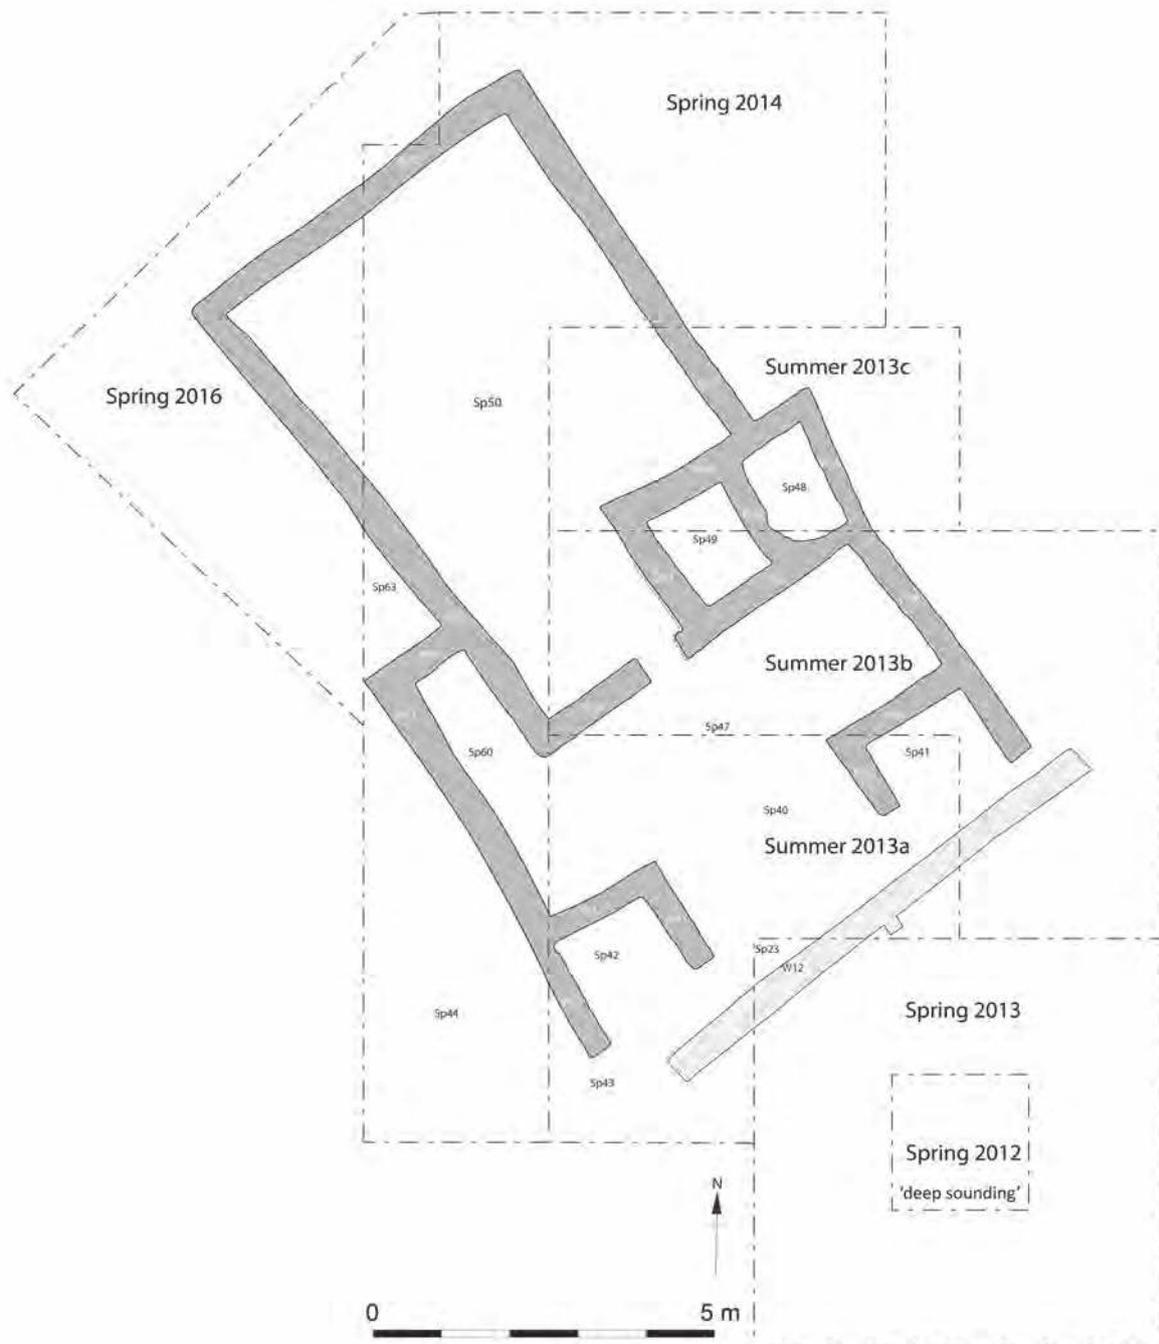 Spring 2014
Summer 2013c
Spring 2016
Sp50
Sp48
Sp49
Sp63
Summer 2013b
Sp47
Sp60
Sp41
Sp40
Summer 2013a
Sp23
Sp42
W12
Sp44
Spring 2013
Sp43
Spring 2012
'deep sounding'
N
0 5 m